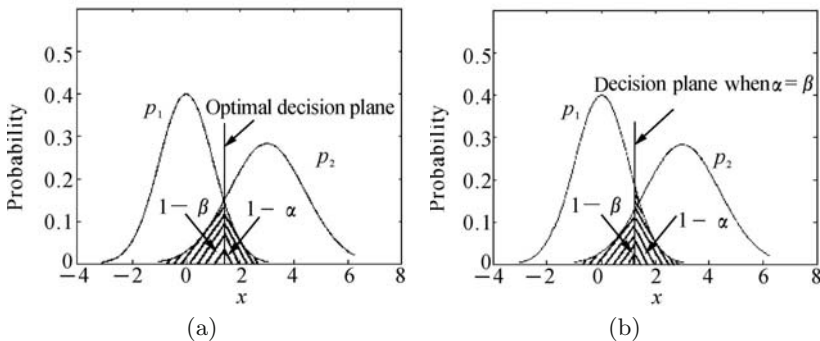 Probability
0.5
0.4
0.3
0.2
0.1
0
p₁
Optimal decision plane
p₂
1− β
1− α
-4 -2 0 2 4 6 8
x
(a)
Probability
0.5
0.4
0.3
0.2
0.1
0
Decision plane when α= β
p₁
p₂
1− β
1− α
-4 -2 0 2 4 6 8
x
(b)